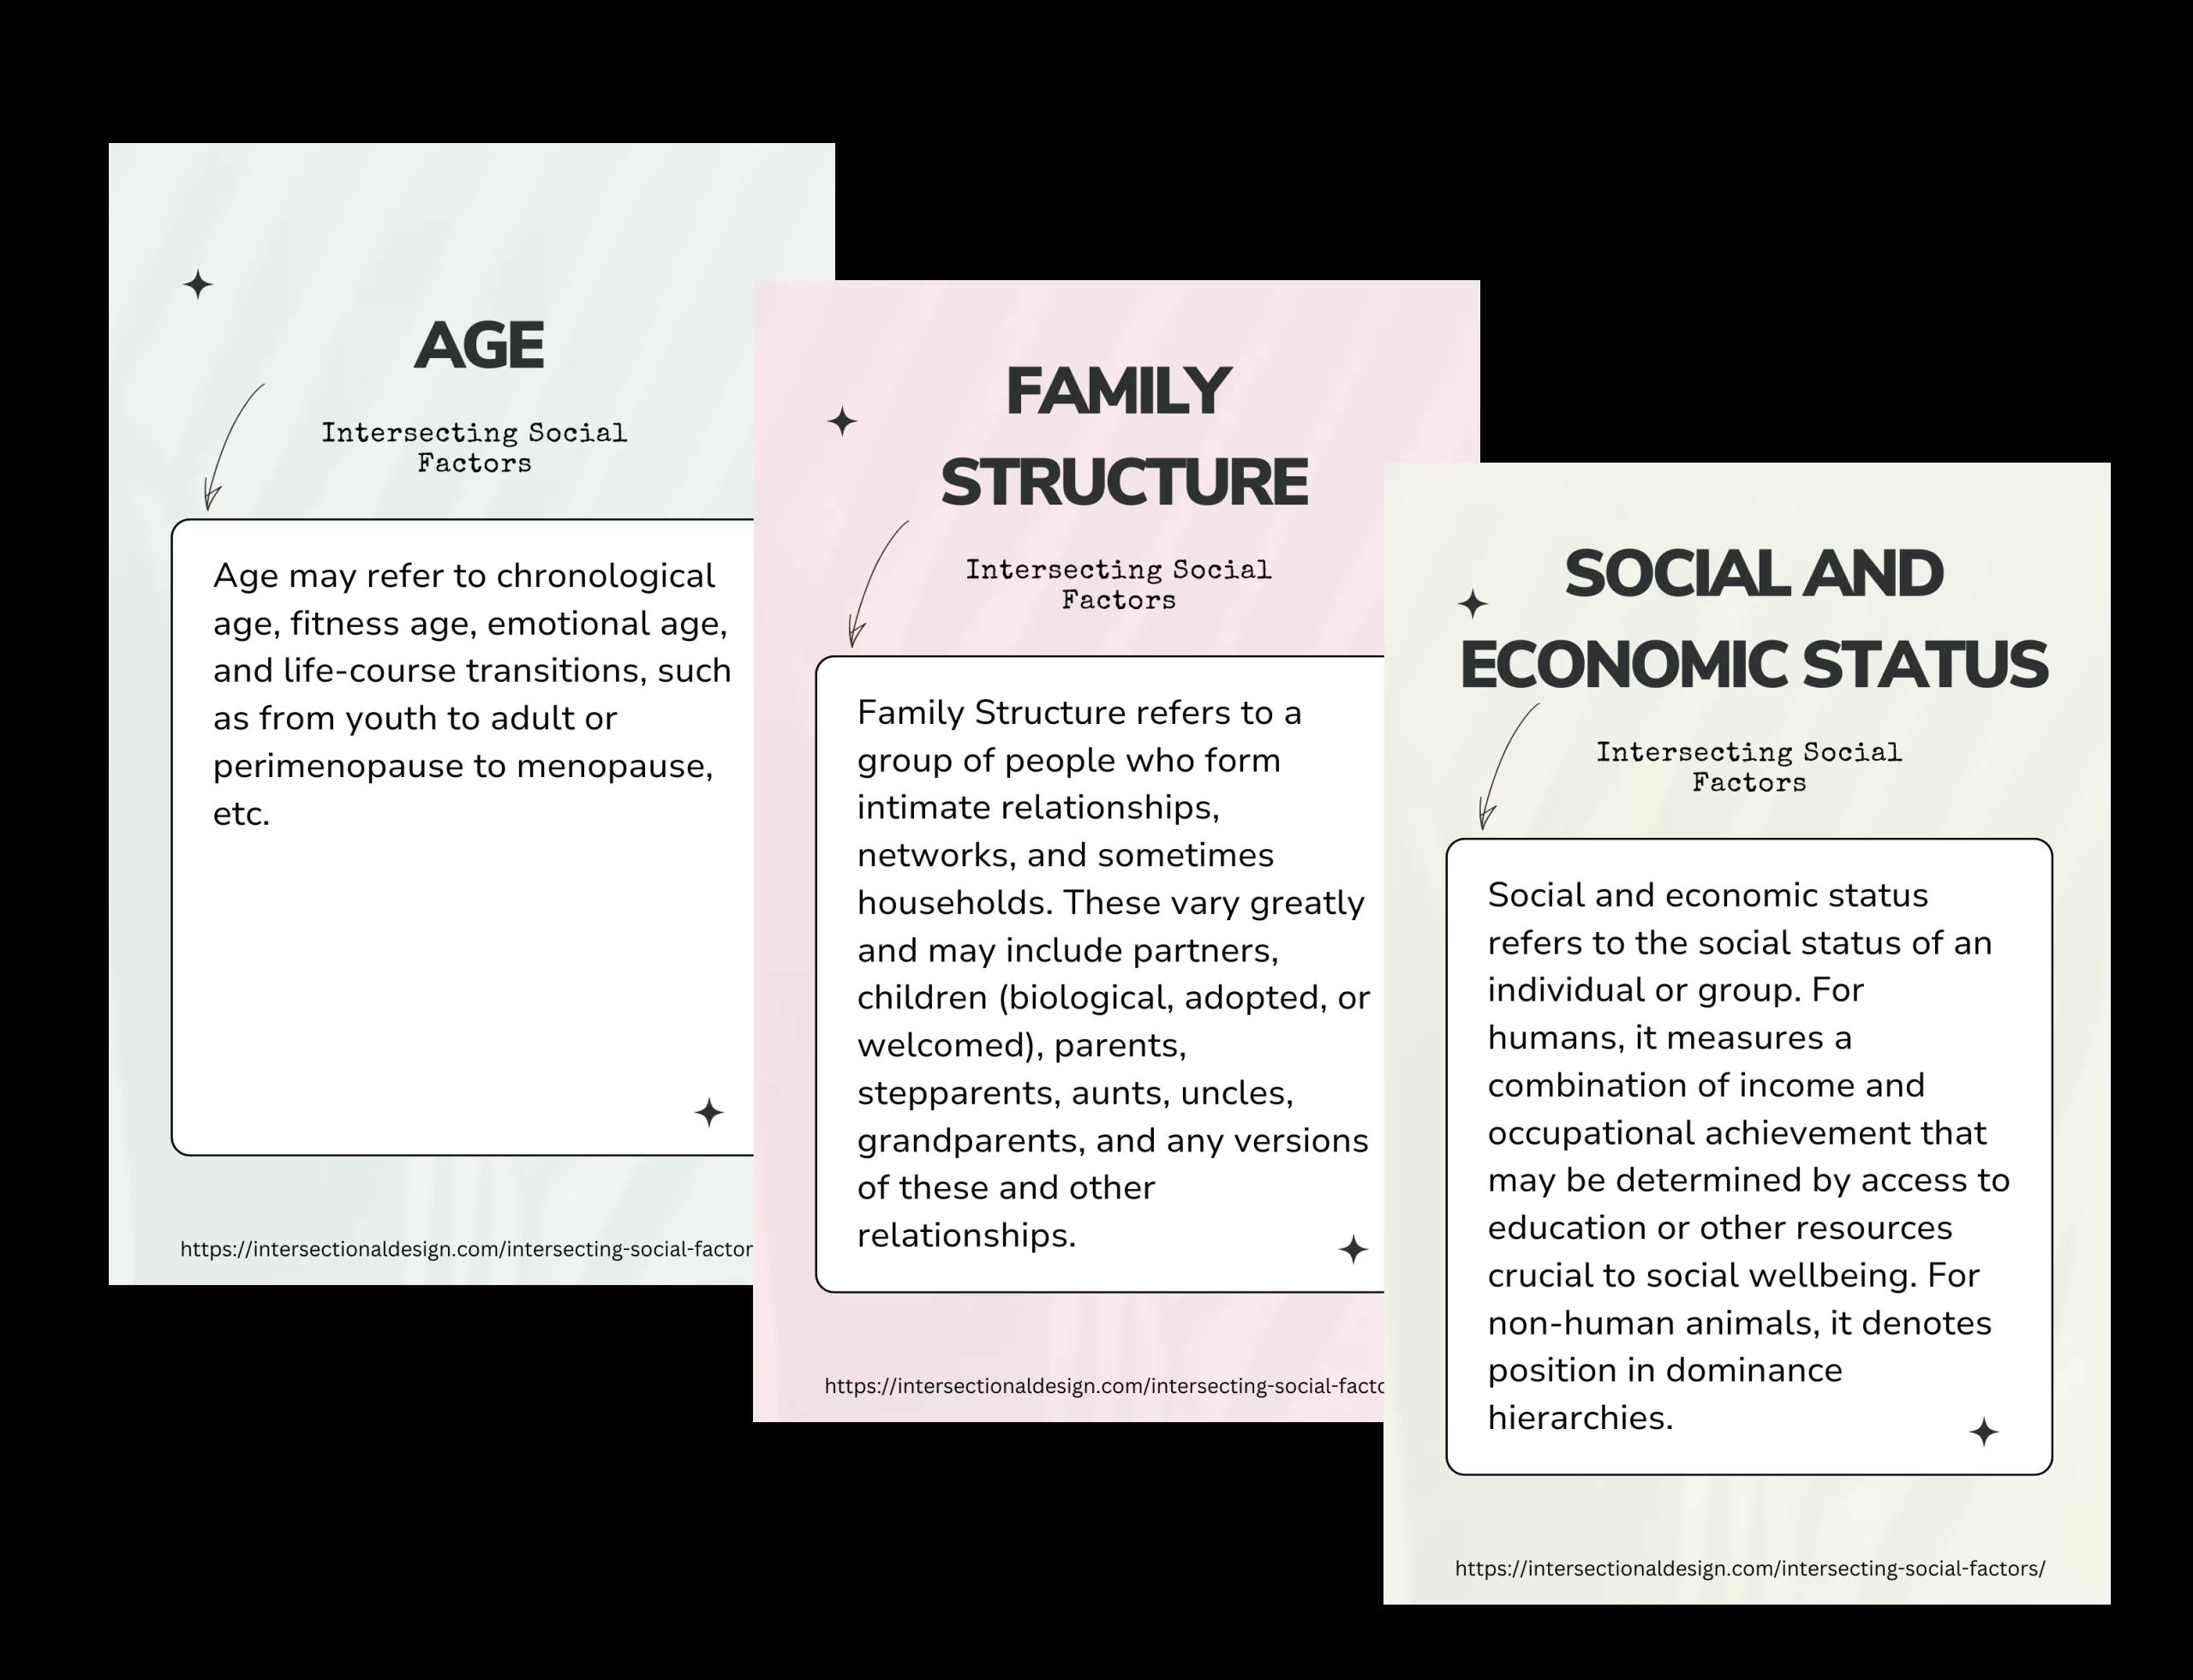 AGE
Intersecting Social
Factors
Age may refer to chronological
age, fitness age, emotional age,
and life-course transitions, such
as from youth to adult or
perimenopause to menopause,
etc.
https://intersectionaldesign.com/intersecting-social-factor
FAMILY
STRUCTURE
Intersecting Social
Factors
Family Structure refers to a
group of people who form
intimate relationships,
networks, and sometimes
households. These vary greatly
and may include partners,
children (biological, adopted, or
welcomed), parents,
stepparents, aunts, uncles,
grandparents, and any versions
of these and other
relationships.
https://intersectionaldesign.com/intersecting-social-facto
SOCIAL AND
ECONOMIC STATUS
Intersecting Social
Factors
Social and economic status
refers to the social status of an
individual or group. For
humans, it measures a
combination of income and
occupational achievement that
may be determined by access to
education or other resources
crucial to social wellbeing. For
non-human animals, it denotes
position in dominance
hierarchies.
https://intersectionaldesign.com/intersecting-social-factors/